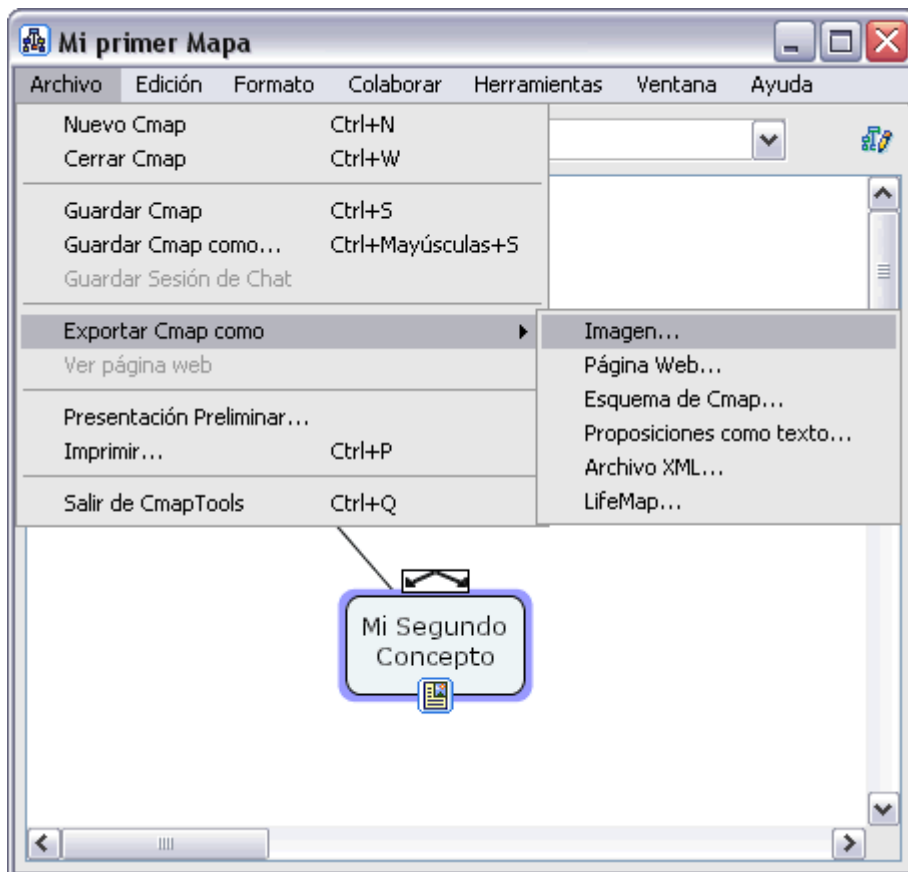 Mi primer Mapa
Archivo Edición Formato Colaborar Herramientas Ventana Ayuda
Nuevo Cmap Ctrl+N
Cerrar Cmap Ctrl+W
Guardar Cmap Ctrl+S
Guardar Cmap como... Ctrl+Mayúsculas+S
Guardar Sesión de Chat
Exportar Cmap como
Ver página web
Presentación Preliminar...
Imprimir... Ctrl+P
Salir de CmapTools Ctrl+Q
Imagen...
Página Web...
Esquema de Cmap...
Proposiciones como texto...
Archivo XML...
LifeMap...
Mi Segundo
Concepto